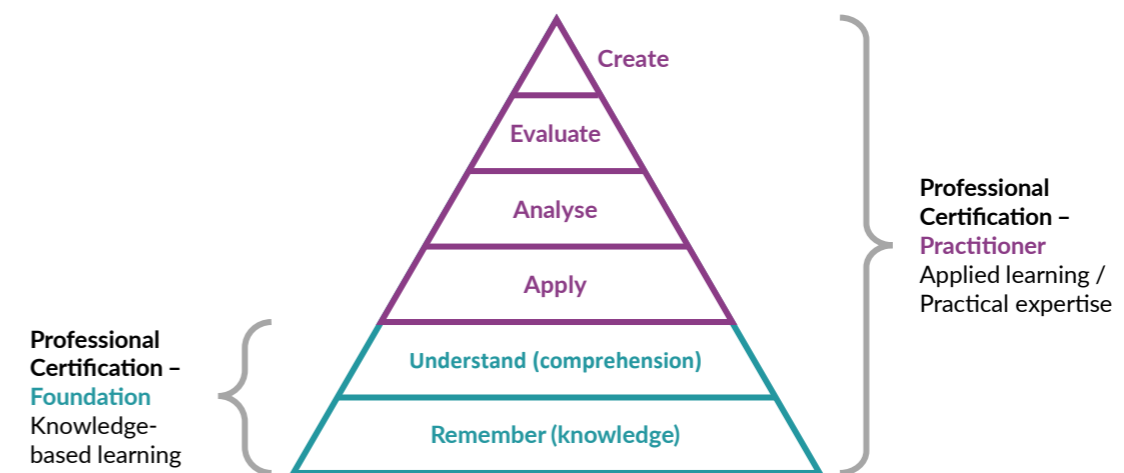 Create
Evaluate
Analyse
Apply
Understand (comprehension)
Remember (knowledge)
Professional
Certification –
Foundation
Knowledge-
based learning
Professional
Certification –
Practitioner
Applied learning /
Practical expertise